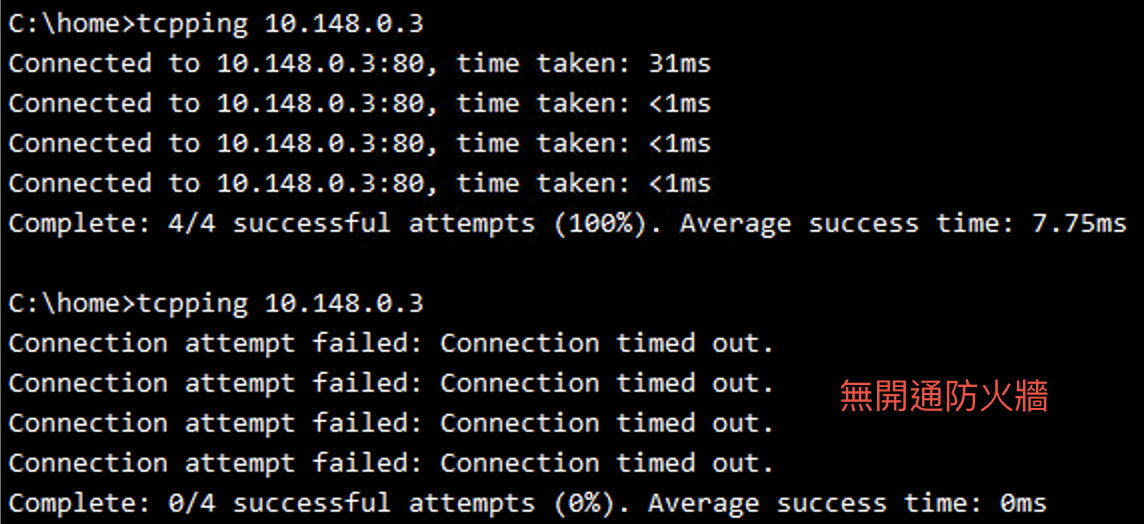 C:\home>tcpping 10.148.0.3
Connected to 10.148.0.3:80, time taken: 31ms
Connected to 10.148.0.3:80, time taken: <1ms
Connected to 10.148.0.3:80, time taken: <1ms
Connected to 10.148.0.3:80, time taken: <1ms
Complete: 4/4 successful attempts (100%). Average success time: 7.75ms
C:\home>tcpping 10.148.0.3
Connection attempt failed: Connection timed out.
Connection attempt failed: Connection timed out.
無開通防火牆
Connection attempt failed: Connection timed out.
Connection attempt failed: Connection timed out.
Complete: 0/4 successful attempts (0%). Average success time: 0ms